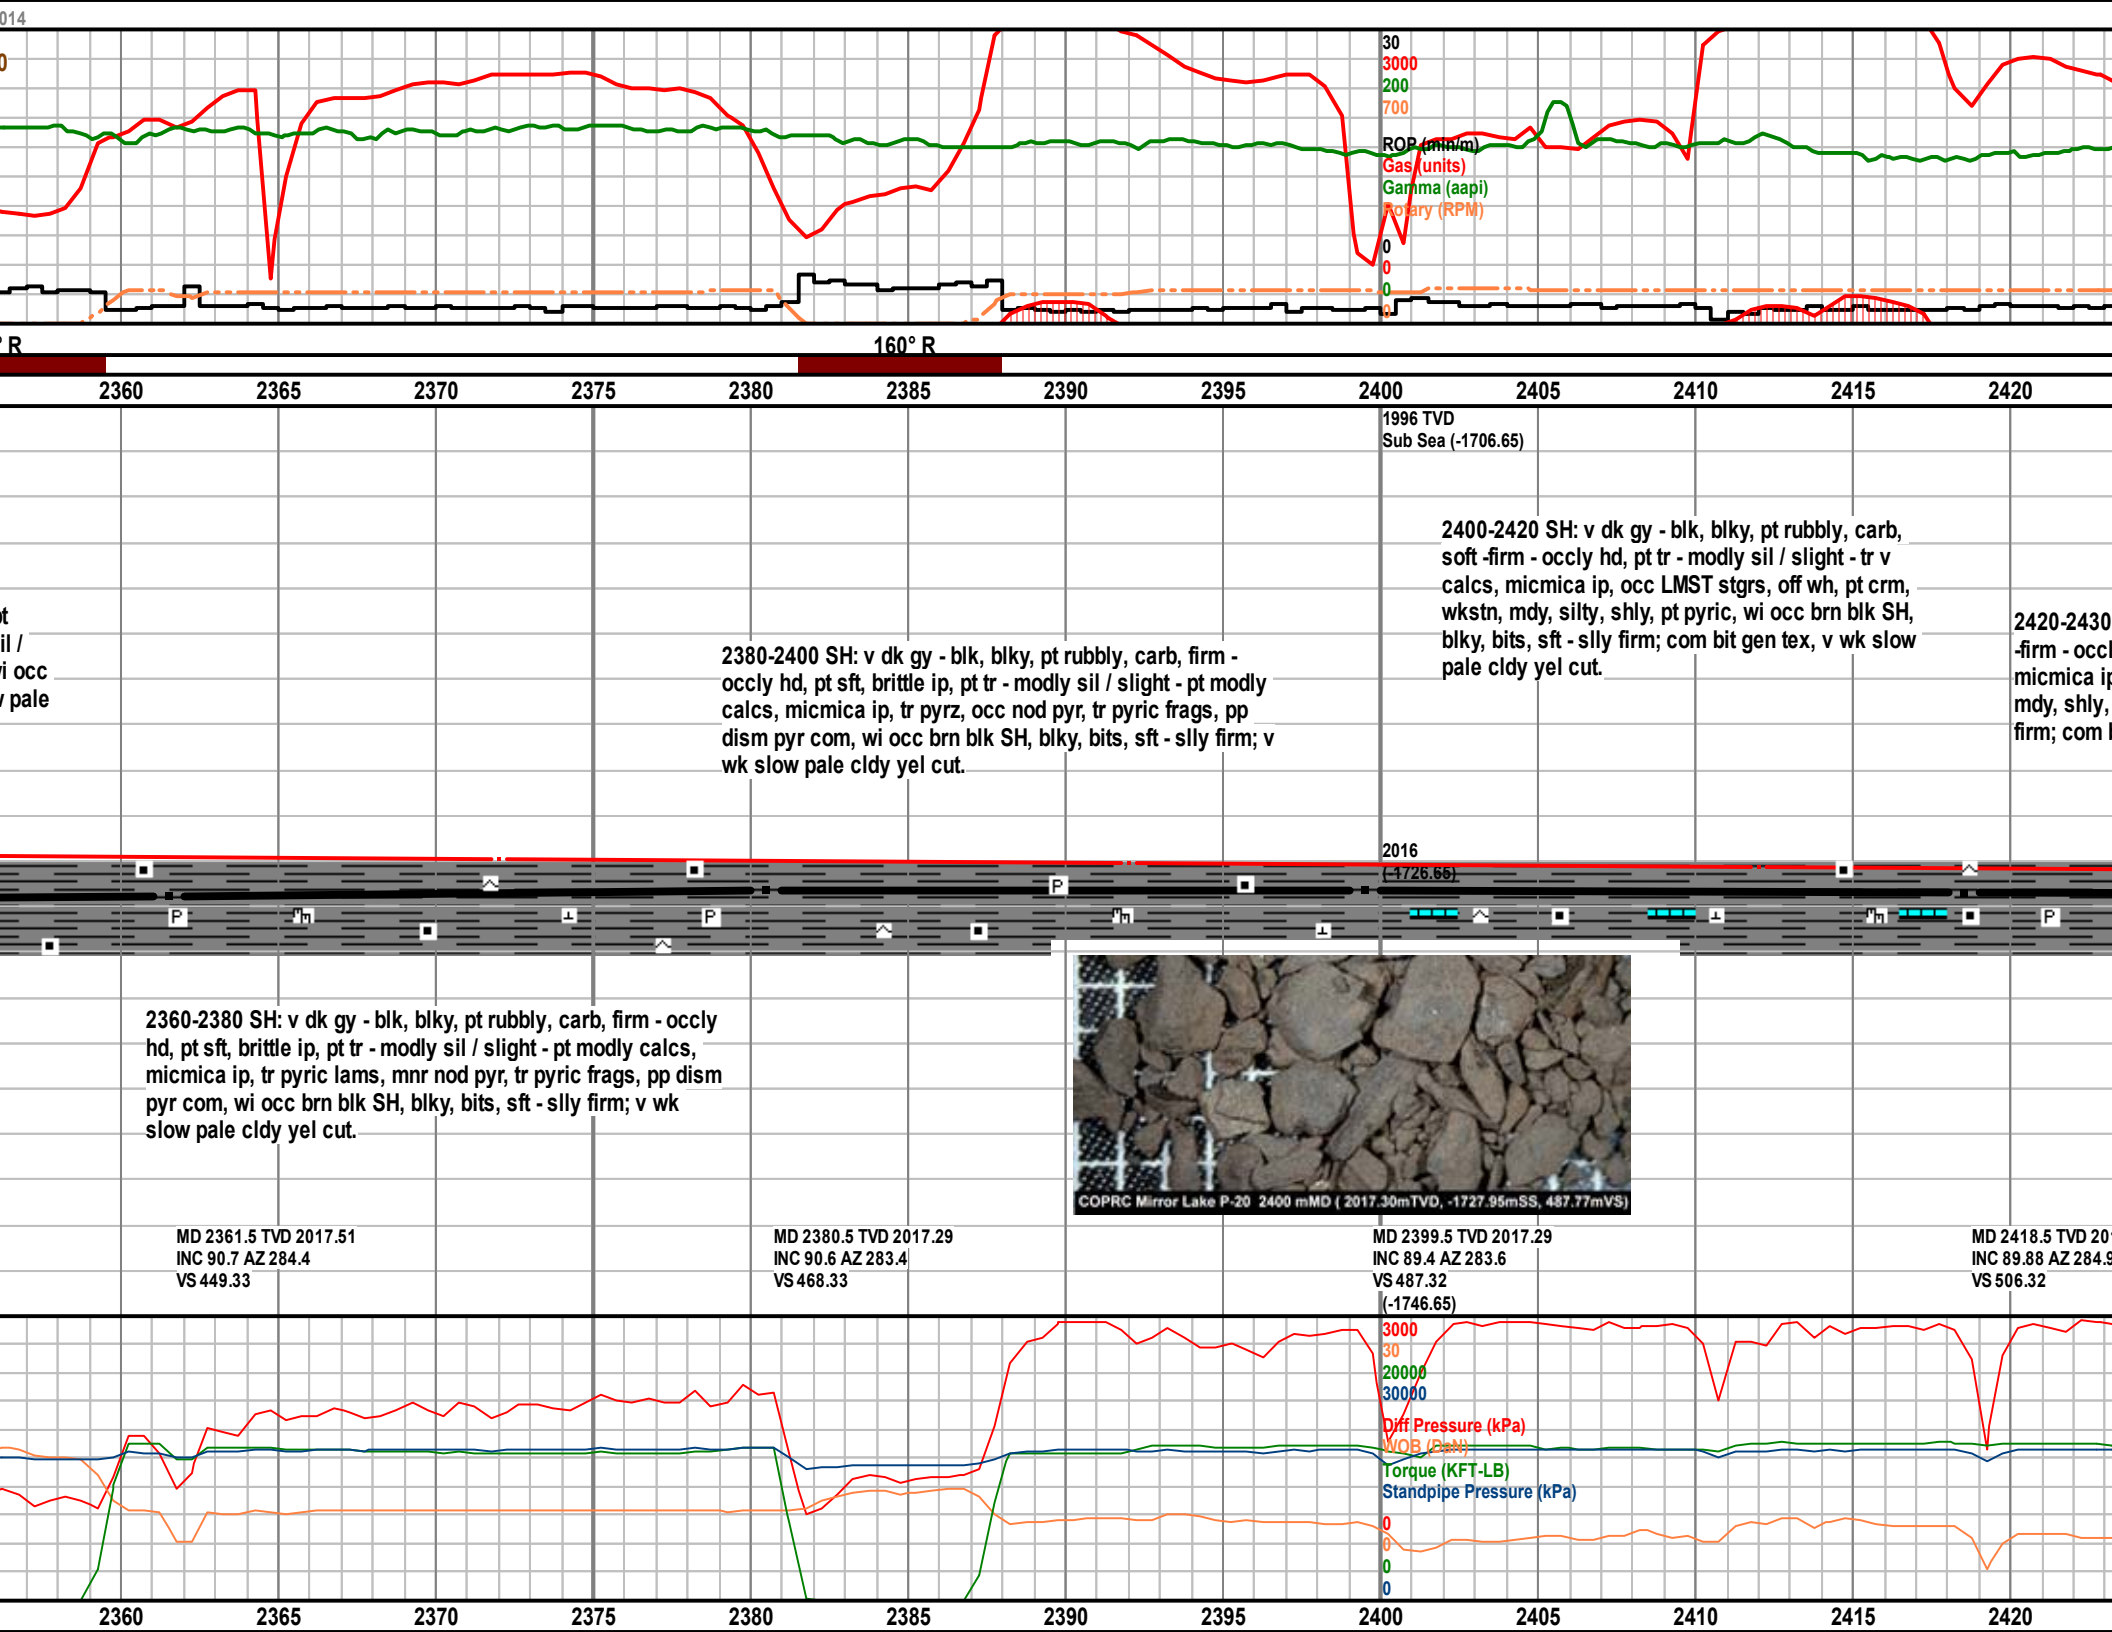 014
0
30
3000
200
700
ROP (min/m)
Gas (units)
Gamma (aapi)
Rotary (RPM)
0
0
0
0
° R
160° R
2360 2365 2370 2375 2380 2385 2390 2395 2400 2405 2410 2415 2420
1996 TVD
Sub Sea (-1706.65)
2400-2420 SH: v dk gy - blk, blky, pt rubbly, carb,
soft -firm - occly hd, pt tr - modly sil / slight - tr v
calcs, micmica ip, occ LMST stgrs, off wh, pt crm,
wkstn, mdy, silty, shly, pt pyric, wi occ brn blk SH,
blky, bits, sft - slly firm; com bit gen tex, v wk slow
pale cldy yel cut.
il /
occ
pale
2380-2400 SH: v dk gy - blk, blky, pt rubbly, carb, firm -
occly hd, pt sft, brittle ip, pt tr - modly sil / slight - pt modly
calcs, micmica ip, tr pyrz, occ nod pyr, tr pyric frags, pp
dism pyr com, wi occ brn blk SH, blky, bits, sft - slly firm; v
wk slow pale cldy yel cut.
2420-2430
-firm - occl
micmica ip
mdy, shly,
firm; com
2016
(-1726.65)
P
P
P
P
2360-2380 SH: v dk gy - blk, blky, pt rubbly, carb, firm - occly
hd, pt sft, brittle ip, pt tr - modly sil / slight - pt modly calcs,
micmica ip, tr pyric lams, mnr nod pyr, tr pyric frags, pp dism
pyr com, wi occ brn blk SH, blky, bits, sft - slly firm; v wk
slow pale cldy yel cut.
COPRC Mirror Lake P-20 2400 mMD ( 2017.30mTVD, -1727.95mSS, 487.77mVS)
MD 2361.5 TVD 2017.51
INC 90.7 AZ 284.4
VS 449.33
MD 2380.5 TVD 2017.29
INC 90.6 AZ 283.4
VS 468.33
MD 2399.5 TVD 2017.29
INC 89.4 AZ 283.6
VS 487.32
(-1746.65)
MD 2418.5 TVD 20
INC 89.88 AZ 284.9
VS 506.32
3000
30
20000
30000
Diff Pressure (kPa)
WOB (DaN)
Torque (KFT-LB)
Standpipe Pressure (kPa)
0
0
0
0
2360 2365 2370 2375 2380 2385 2390 2395 2400 2405 2410 2415 2420